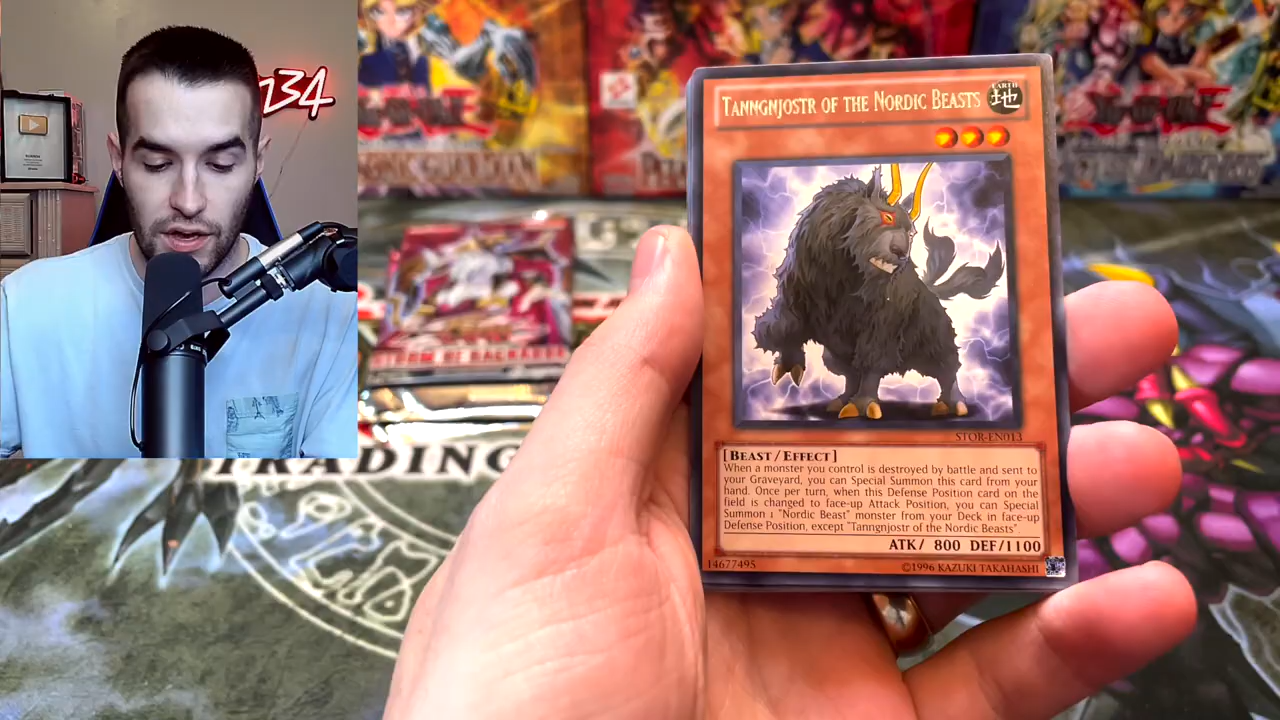 234
TANNGNJOSTR OF THE NORDIC BEASTS
EARTH
地
STORM OF RAGNAROK
TRADING
STOR-EN013
[BEAST/EFFECT]
When a monster you control is destroyed by battle and sent to
your Graveyard, you can Special Summon this card from your
hand. Once per turn, when this Defense Position card on the
field is changed to face-up Attack Position, you can Special
Summon 1 "Nordic Beast" monster from your Deck in face-up
Defense Position, except "Tanngnjostr of the Nordic Beasts".
ATK/ 800 DEF/1100
14677495
©1996 KAZUKI TAKAHASHI